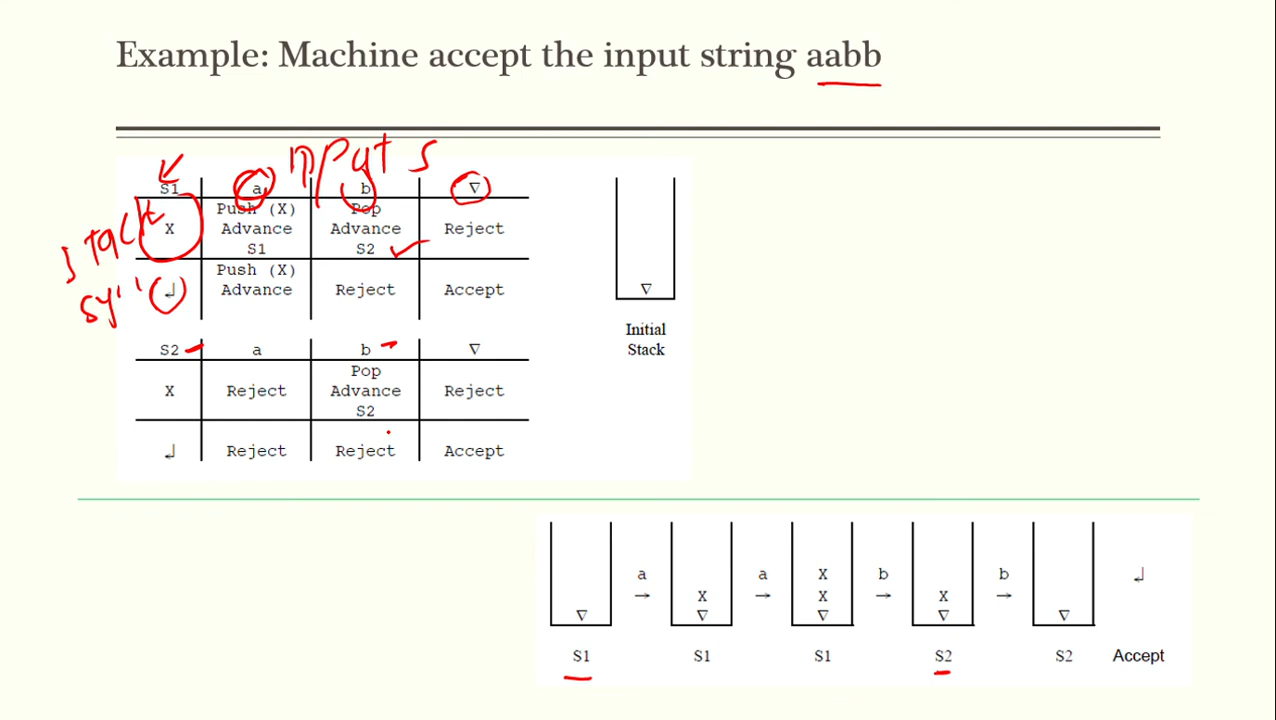 Example: Machine accept the input string aabb
inputs
S1 a b ∇
Push (X) Pop
X Advance Advance Reject
S1 S2
stack
Push (X)
↲ Advance Reject Accept
S2 a b ∇
Pop
X Reject Advance Reject
S2
↲ Reject Reject Accept
∇
Initial
Stack
a a X b b ↲
→ X → X → X →
∇ ∇ ∇ ∇ ∇
S1 S1 S1 S2 S2 Accept